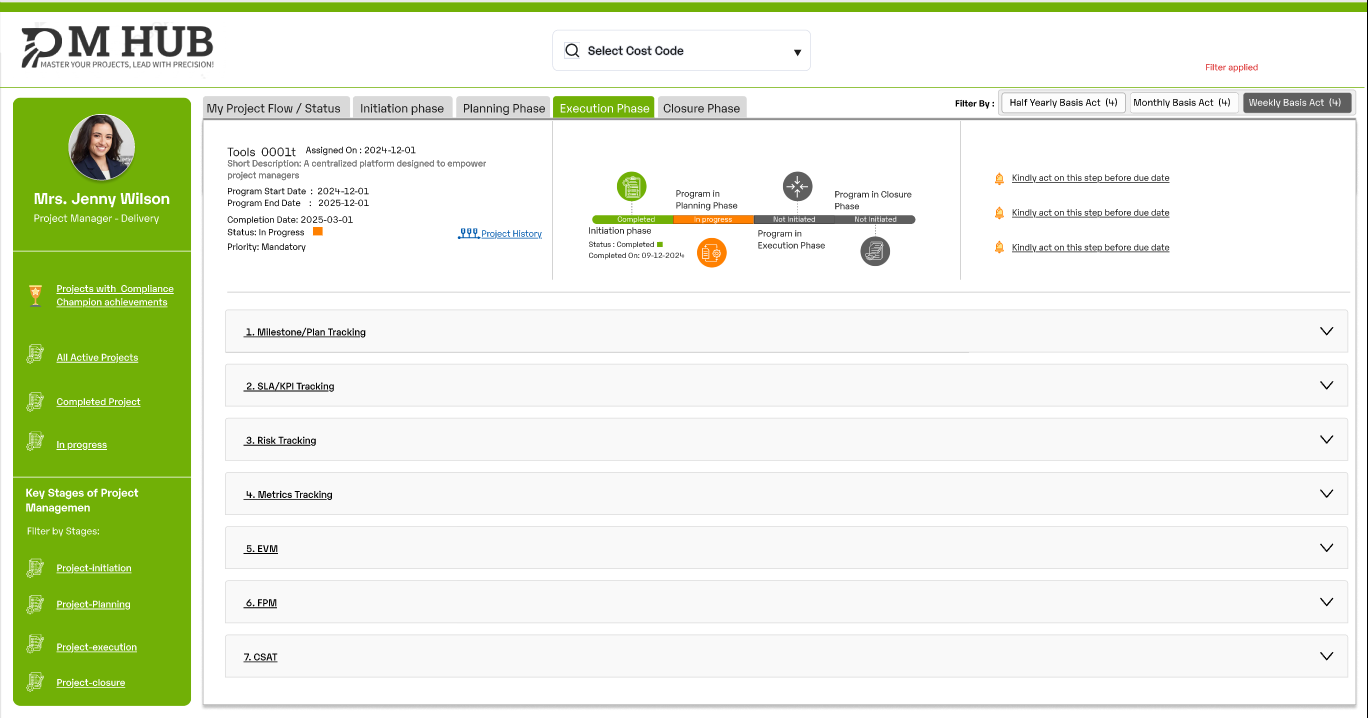 PM HUB
MASTER YOUR PROJECTS, LEAD WITH PRECISION!
Select Cost Code
Filter applied
Mrs. Jenny Wilson
Project Manager - Delivery
Projects with Compliance
Champion achievements
All Active Projects
Completed Project
In progress
Key Stages of Project
Managemen
Filter by Stages:
Project-initiation
Project-Planning
Project-execution
Project-closure
My Project Flow / Status
Initiation phase
Planning Phase
Execution Phase
Closure Phase
Filter By :
Half Yearly Basis Act (4)
Monthly Basis Act (4)
Weekly Basis Act (4)
Tools 0001t Assigned On : 2024-12-01
Short Description: A centralized platform designed to empower
project managers
Program Start Date : 2024-12-01
Program End Date : 2025-12-01
Completion Date: 2025-03-01
Status: In Progress
Priority: Mandatory
Project History
Program in
Planning Phase
Program in Closure
Phase
Completed
In progress
Not initiated
Not Initiated
Initiation phase
Status : Completed
Completed On: 09-12-2024
Program in
Execution Phase
Kindly act on this step before due date
Kindly act on this step before due date
Kindly act on this step before due date
1. Milestone/Plan Tracking
2. SLA/KPI Tracking
3. Risk Tracking
4. Metrics Tracking
5. EVM
6. FPM
7. CSAT